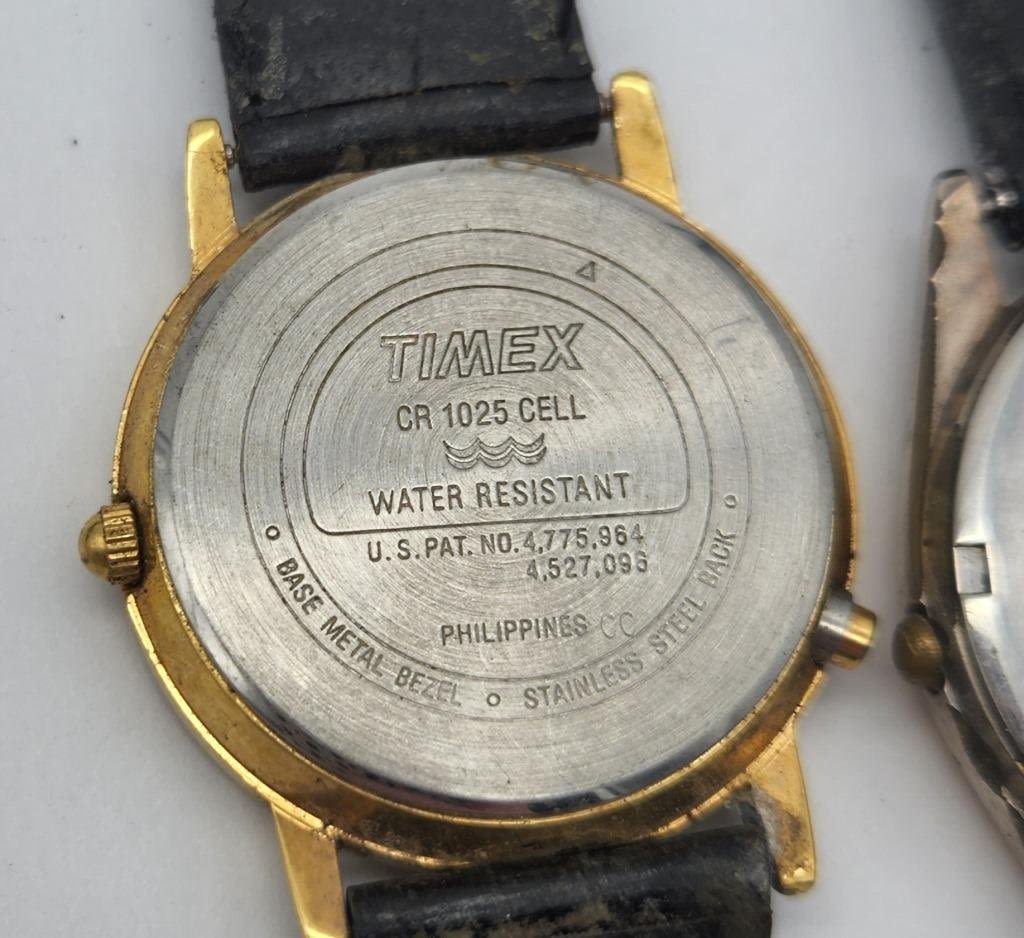 TIMEX
CR 1025 CELL
WATER RESISTANT
U.S. PAT. NO. 4,775,964
4,527,096
PHILIPPINES CC
BASE METAL BEZEL o STAINLESS STEEL BACK